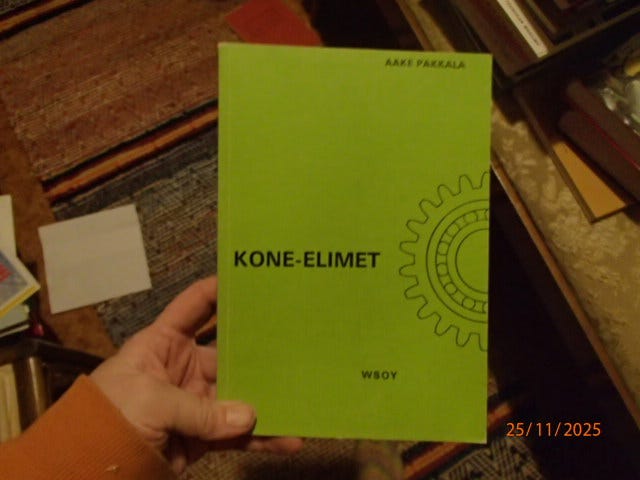 AAKE PAKKALA
KONE-ELIMET
WSOY
25/11/2025